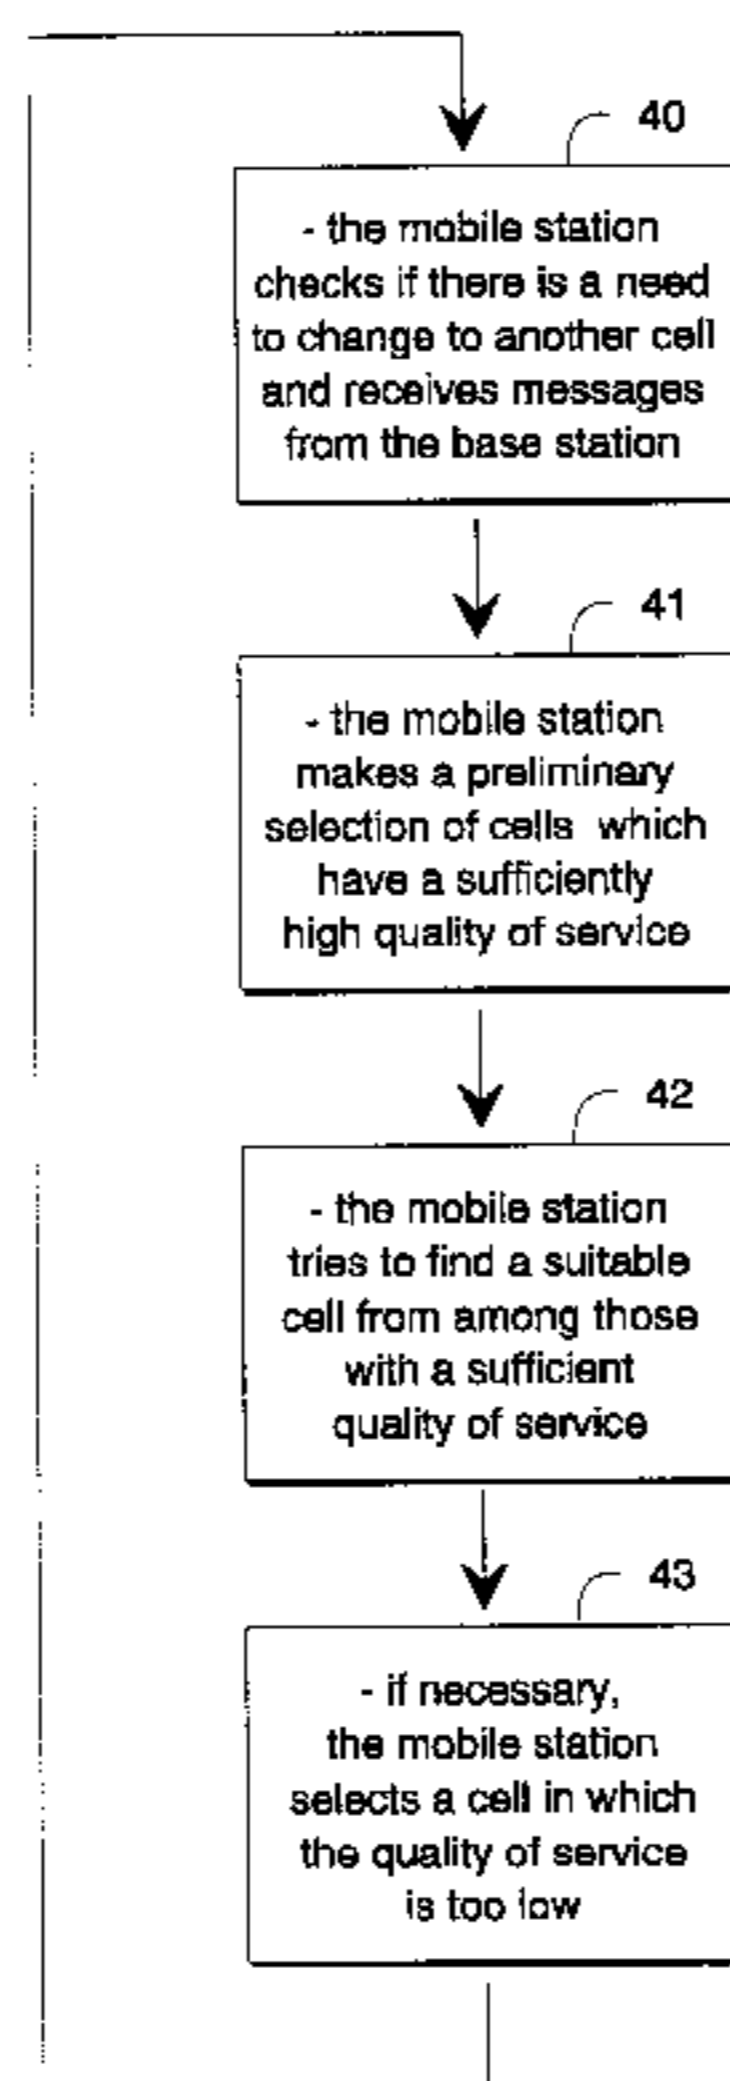 40
- the mobile station
checks if there is a need
to change to another cell
and receives messages
from the base station
41
- the mobile station
makes a preliminary
selection of cells which
have a sufficiently
high quality of service
42
- the mobile station
tries to find a suitable
cell from among those
with a sufficient
quality of service
43
- if necessary,
the mobile station
selects a cell in which
the quality of service
is too low